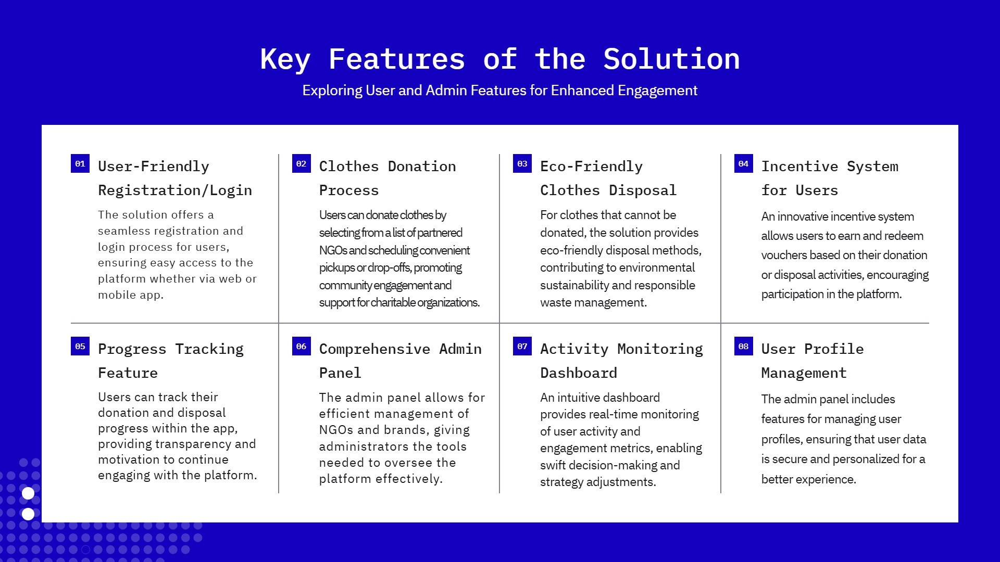 Key Features of the Solution
Exploring User and Admin Features for Enhanced Engagement
01
User-Friendly
Registration/Login
The solution offers a
seamless registration and
login process for users,
ensuring easy access to the
platform whether via web or
mobile app.
02
Clothes Donation
Process
Users can donate clothes by
selecting from a list of partnered
NGOs and scheduling convenient
pickups or drop-offs, promoting
community engagement and
support for charitable organizations.
03
Eco-Friendly
Clothes Disposal
For clothes that cannot be
donated, the solution provides
eco-friendly disposal methods,
contributing to environmental
sustainability and responsible
waste management.
04
Incentive System
for Users
An innovative incentive system
allows users to earn and redeem
vouchers based on their donation
or disposal activities, encouraging
participation in the platform.
05
Progress Tracking
Feature
Users can track their
donation and disposal
progress within the app,
providing transparency and
motivation to continue
engaging with the platform.
06
Comprehensive Admin
Panel
The admin panel allows for
efficient management of
NGOs and brands, giving
administrators the tools
needed to oversee the
platform effectively.
07
Activity Monitoring
Dashboard
An intuitive dashboard
provides real-time monitoring
of user activity and
engagement metrics, enabling
swift decision-making and
strategy adjustments.
08
User Profile
Management
The admin panel includes
features for managing user
profiles, ensuring that user data
is secure and personalized for a
better experience.